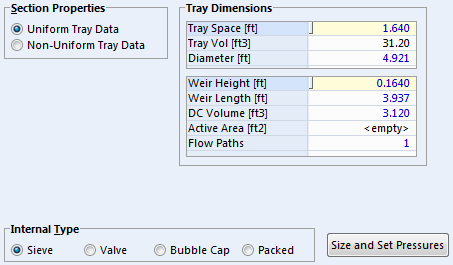 Section Properties
Uniform Tray Data
Non-Uniform Tray Data
Tray Dimensions
Tray Space [ft] 1.640
Tray Vol [ft3] 31.20
Diameter [ft] 4.921
Weir Height [ft] 0.1640
Weir Length [ft] 3.937
DC Volume [ft3] 3.120
Active Area [ft2] <empty>
Flow Paths 1
Internal Type
Sieve Valve Bubble Cap Packed
Size and Set Pressures